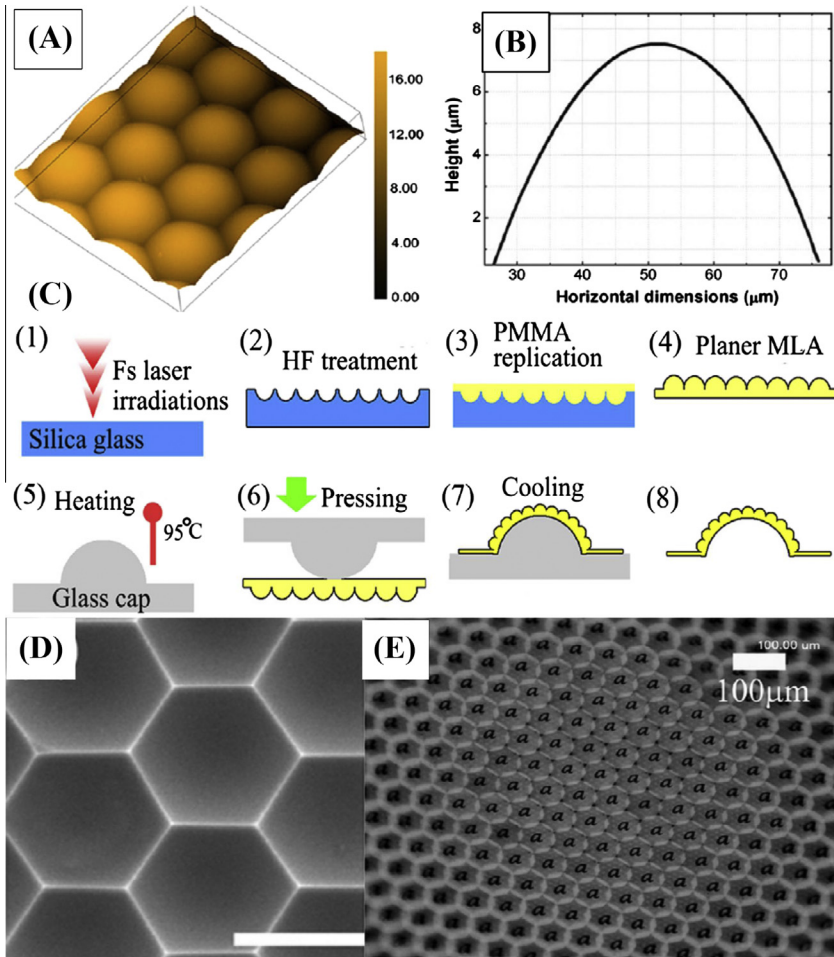 (A)
16.00
12.00
8.00
4.00
0.00
(B)
8
6
4
2
Height (μm)
30 40 50 60 70
Horizontal dimensions (μm)
(C)
(1)
Fs laser
irradiations
Silica glass
(2)
HF treatment
(3)
PMMA
replication
(4)
Planer MLA
(5)
Heating
95°C
Glass cap
(6)
Pressing
(7)
Cooling
(8)
(D)
(E)
100.00 um
100μm
a a a a a a a a a a